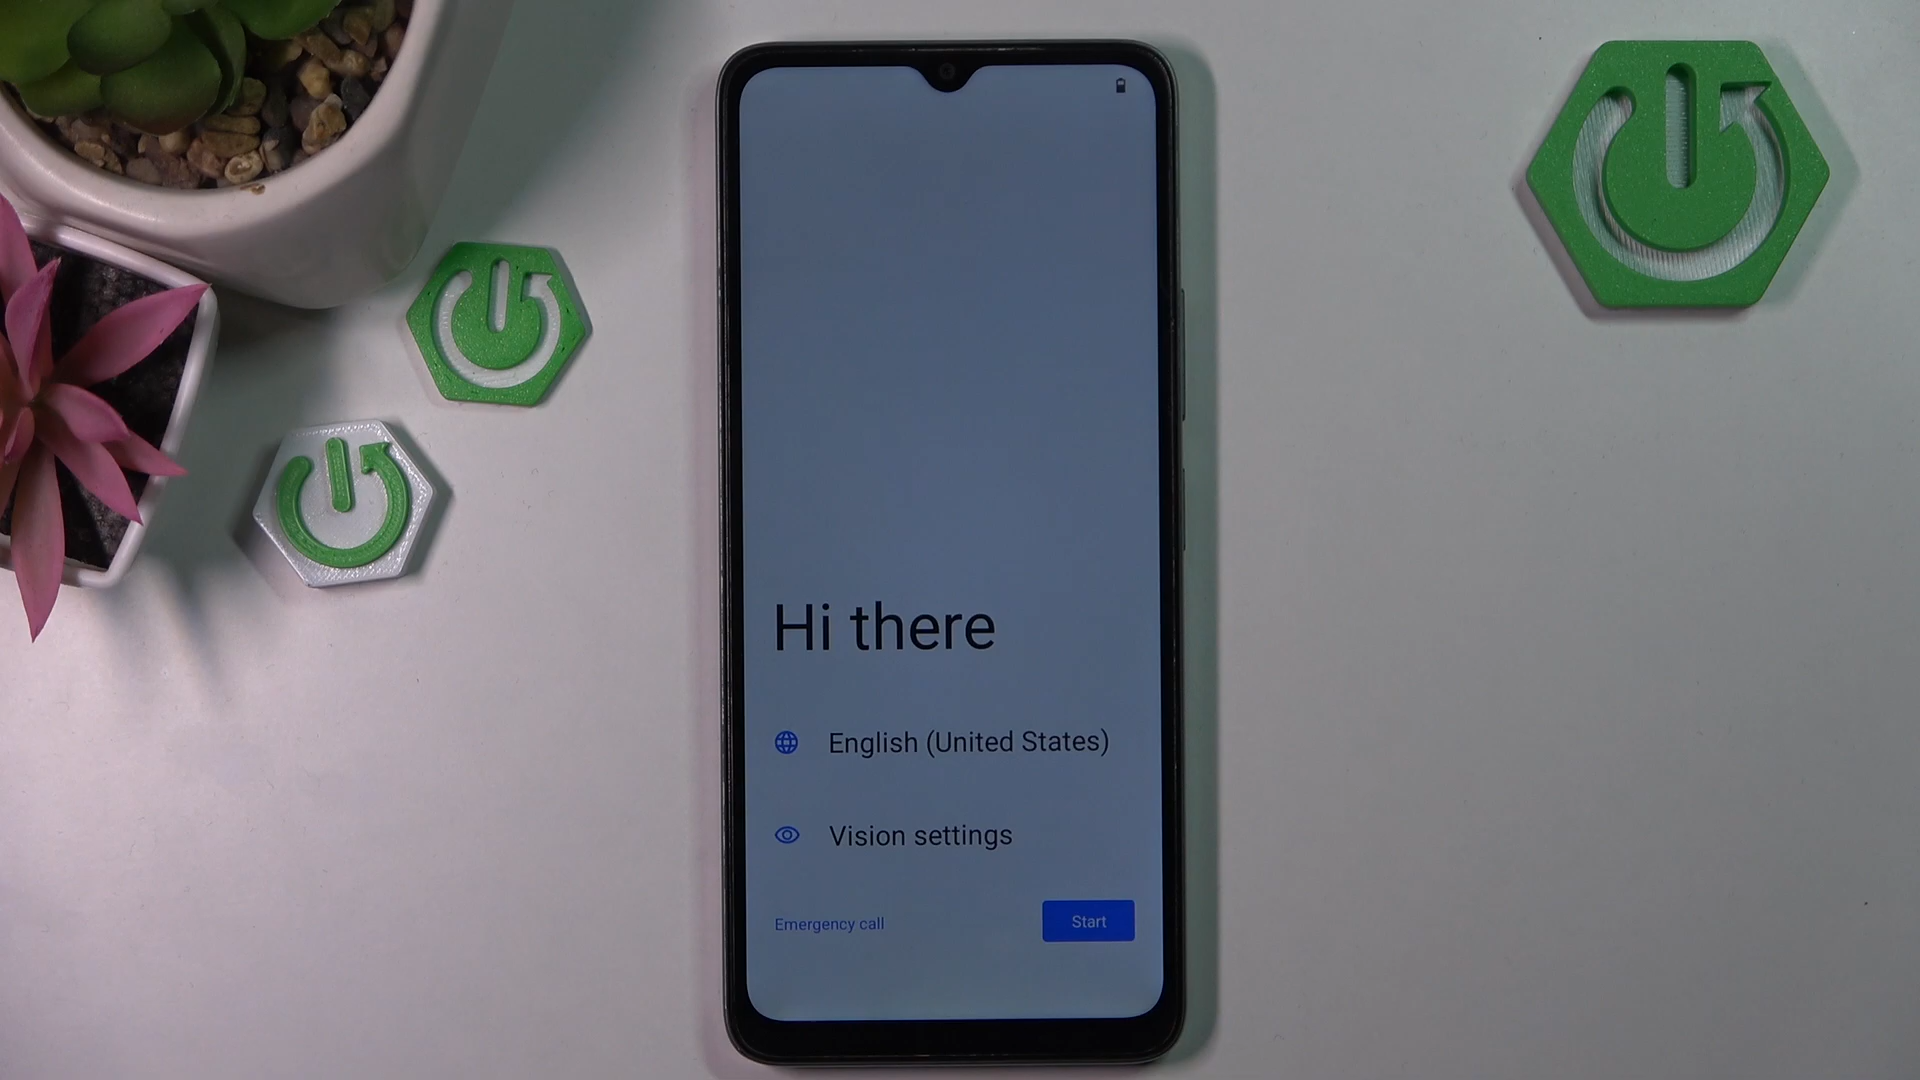 Hi there
English (United States)
Vision settings
Emergency call
Start